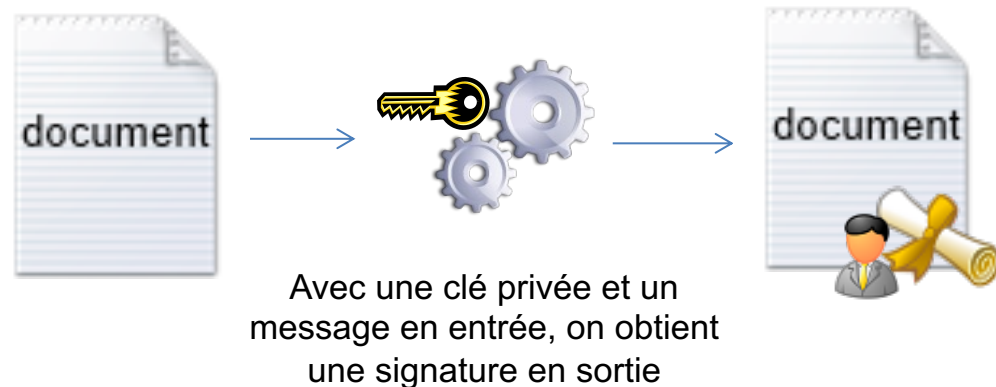 document
document
Avec une clé privée et un
message en entrée, on obtient
une signature en sortie